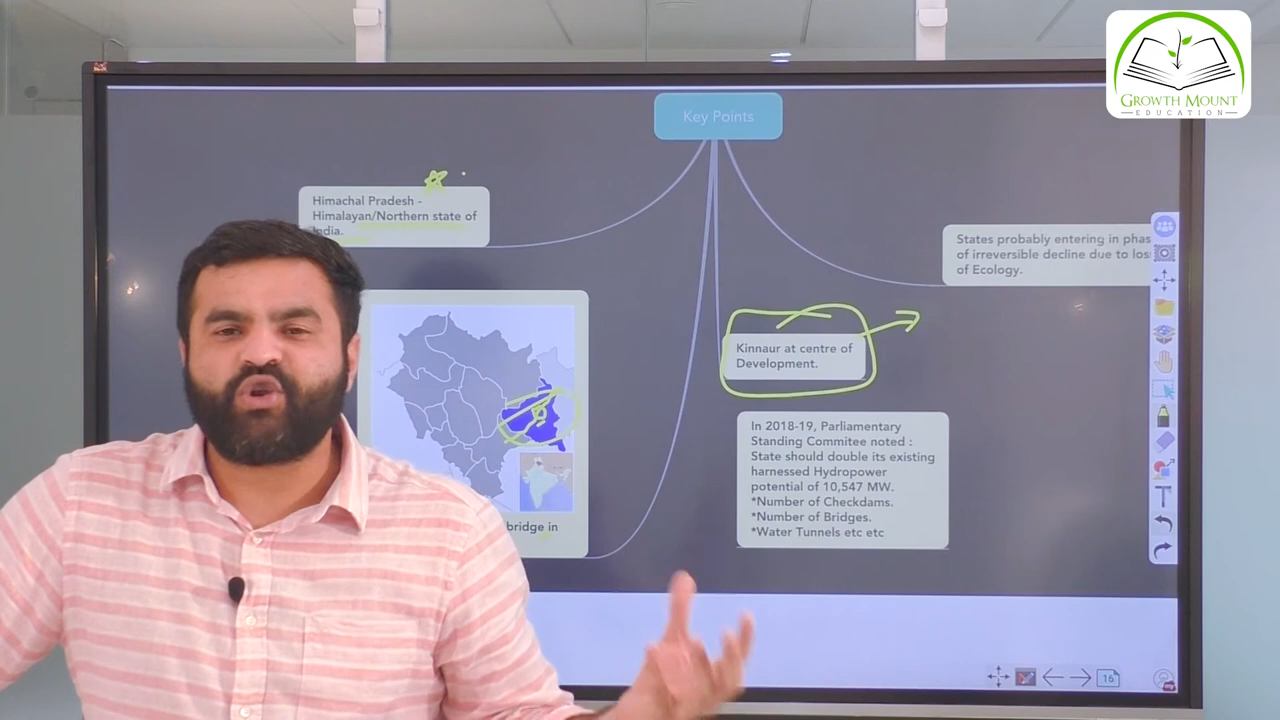 GROWTH MOUNT
EDUCATION
Key Points
Himachal Pradesh -
Himalayan/Northern state of
India.
States probably entering in phas
of irreversible decline due to los
of Ecology.
Kinnaur at centre of
Development.
In 2018-19, Parliamentary
Standing Commitee noted :
State should double its existing
harnessed Hydropower
potential of 10,547 MW.
*Number of Checkdams.
*Number of Bridges.
*Water Tunnels etc etc
bridge in
16